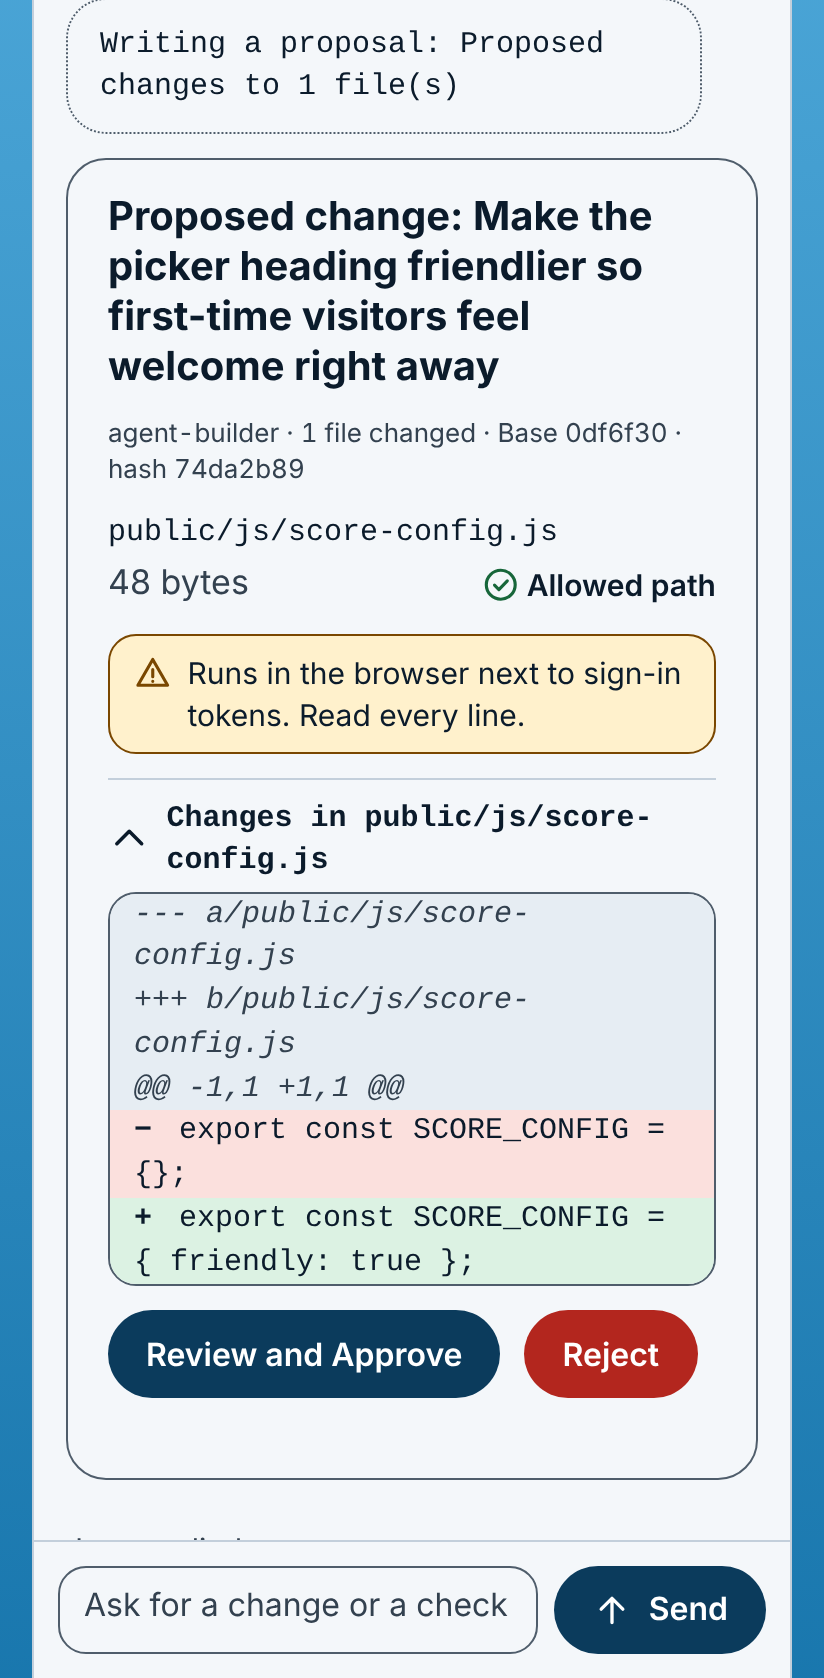 Writing a proposal: Proposed
changes to 1 file(s)
Proposed change: Make the
picker heading friendlier so
first-time visitors feel
welcome right away
agent-builder · 1 file changed · Base 0df6f30 ·
hash 74da2b89
public/js/score-config.js
48 bytes
Allowed path
Runs in the browser next to sign-in
tokens. Read every line.
Changes in public/js/score-
config.js
--- a/public/js/score-
config.js
+++ b/public/js/score-
config.js
@@ -1,1 +1,1 @@
− export const SCORE_CONFIG =
{};
+ export const SCORE_CONFIG =
{ friendly: true };
Review and Approve
Reject
Ask for a change or a check
Send